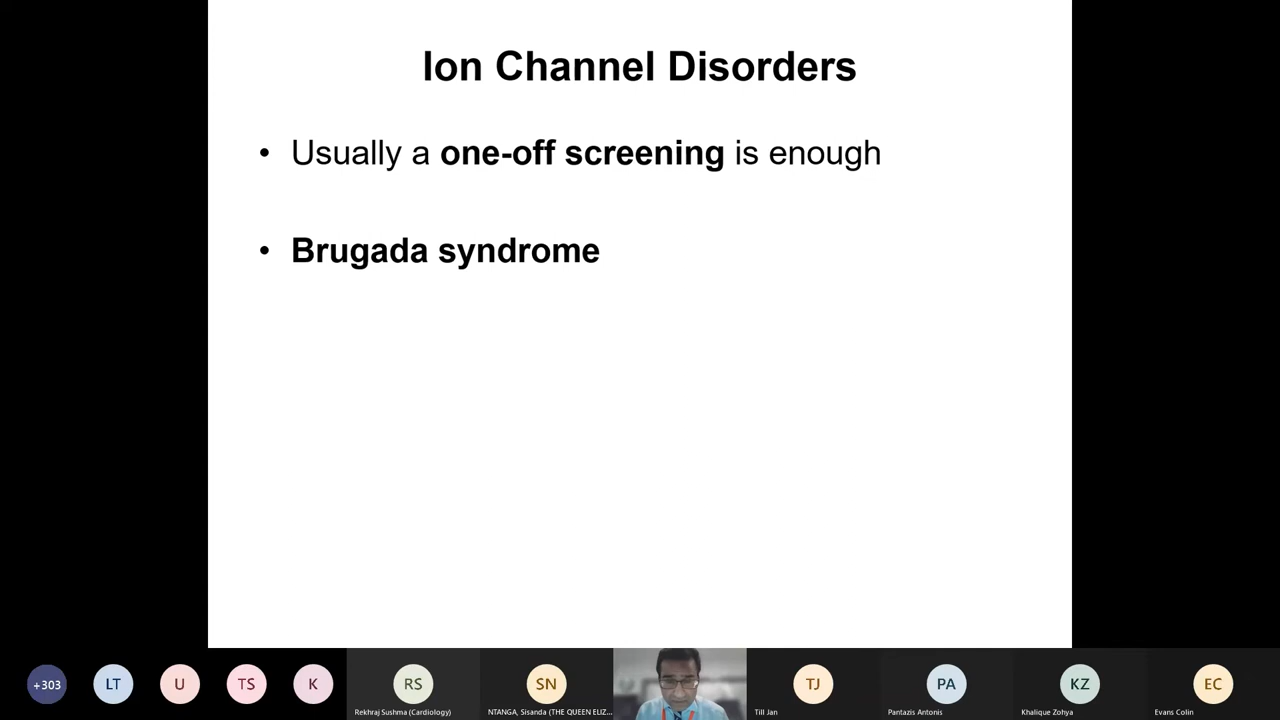 Ion Channel Disorders
• Usually a one-off screening is enough
• Brugada syndrome
+303
LT
U
TS
K
RS
SN
TJ
PA
KZ
EC
Rekhraj Sushma (Cardiology)
NTANGA, Sisanda (THE QUEEN ELIZ...
Till Jan
Pantazis Antonis
Khalique Zohya
Evans Colin